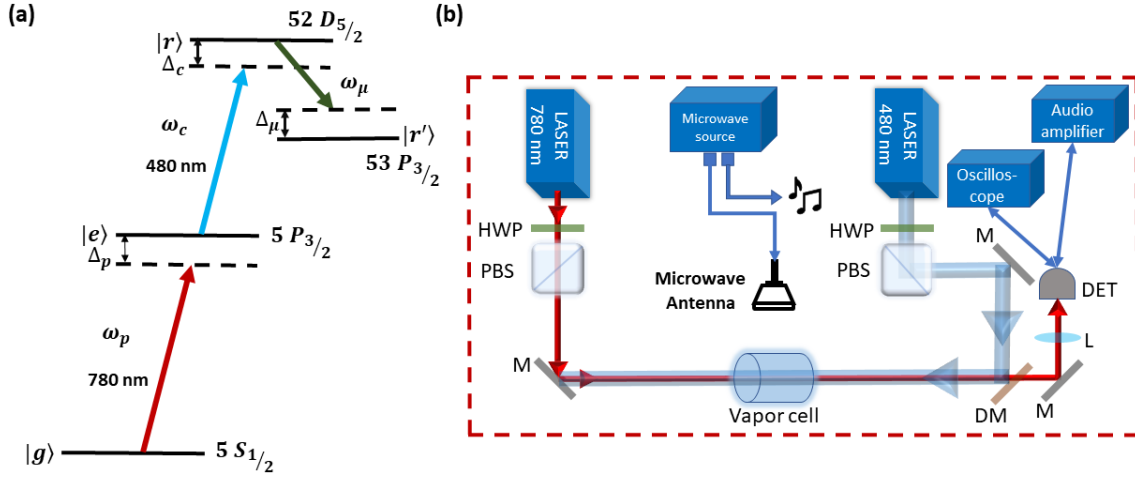 (a)
52 D5/2
|r⟩
Δc
ωμ
ωc
Δμ
|r'⟩
480 nm
53 P3/2
|e⟩
5 P3/2
Δp
ωp
780 nm
|g⟩
5 S1/2
(b)
LASER
780 nm
Microwave
source
LASER
480 nm
Audio
amplifier
Oscillos-
cope
HWP
HWP
M
PBS
PBS
Microwave
Antenna
DET
L
M
Vapor cell
DM
M